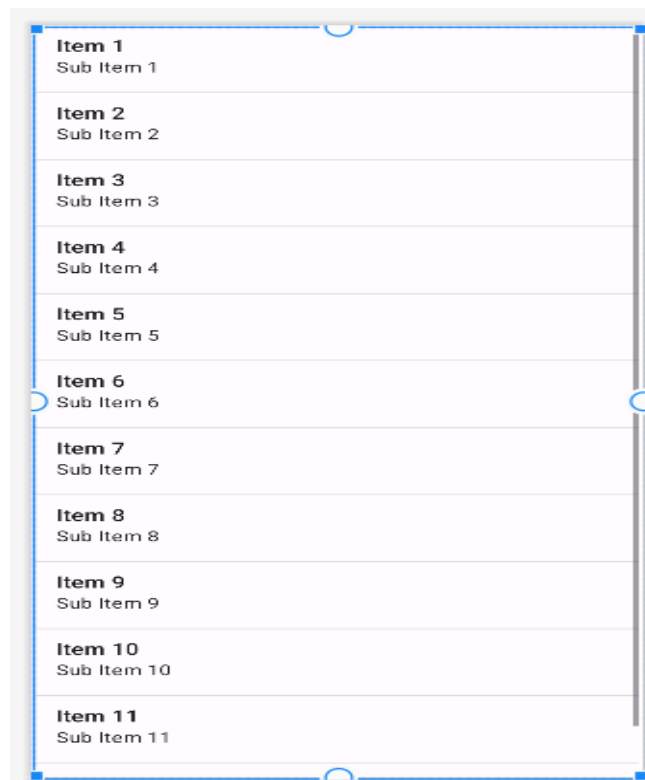 Item 1
Sub Item 1
Item 2
Sub Item 2
Item 3
Sub Item 3
Item 4
Sub Item 4
Item 5
Sub Item 5
Item 6
Sub Item 6
Item 7
Sub Item 7
Item 8
Sub Item 8
Item 9
Sub Item 9
Item 10
Sub Item 10
Item 11
Sub Item 11